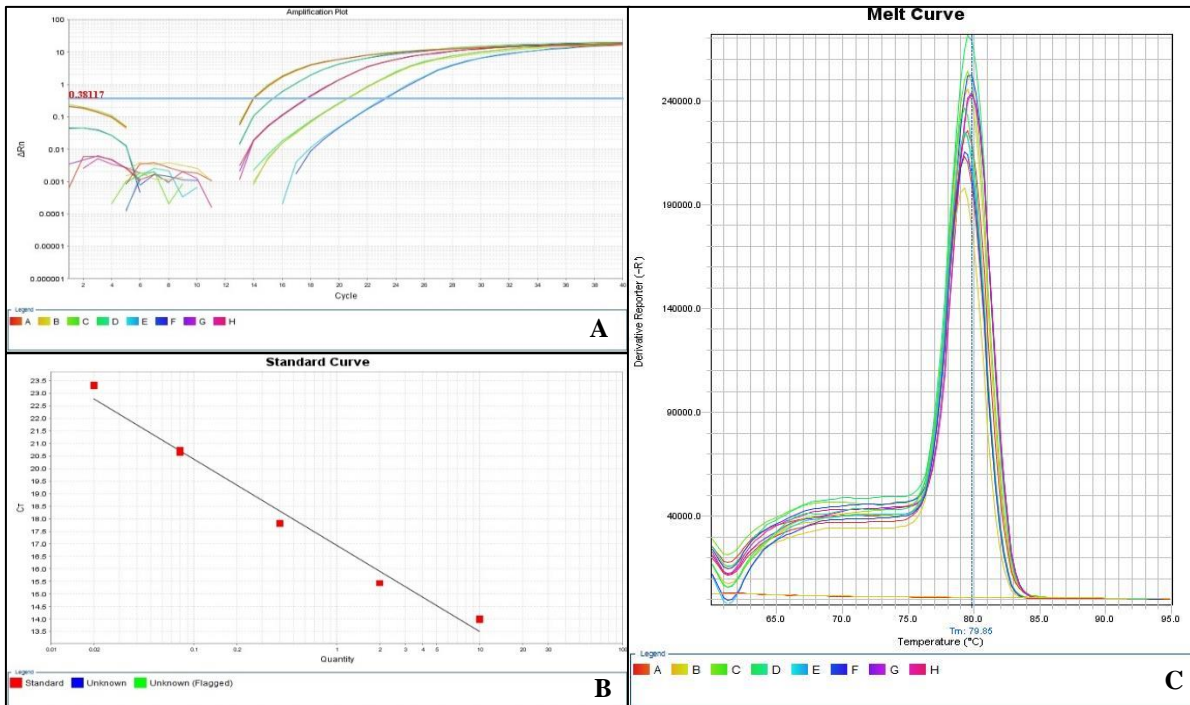 Amplification Plot
100
10
1
0.38117
0.1
0.01
0.001
0.0001
0.00001
0.000001
ΔRn
2 4 6 8 10 12 14 16 18 20 22 24 26 28 30 32 34 36 38 40
Cycle
Legend
A B C D E F G H
A
Standard Curve
23.5
23.0
22.5
22.0
21.5
21.0
20.5
20.0
19.5
19.0
18.5
18.0
17.5
17.0
16.5
16.0
15.5
15.0
14.5
14.0
13.5
Cт
0.01 0.02 0.1 0.2 1 2 3 4 5 10 20 100
Quantity
Legend
Standard Unknown Unknown (Flagged)
B
Melt Curve
240000.0
190000.0
140000.0
90000.0
40000.0
Derivative Reporter (-R')
65.0 70.0 75.0 80.0 85.0 90.0 95.0
Tm: 79.85
Temperature (°C)
Legend
A B C D E F G H
C